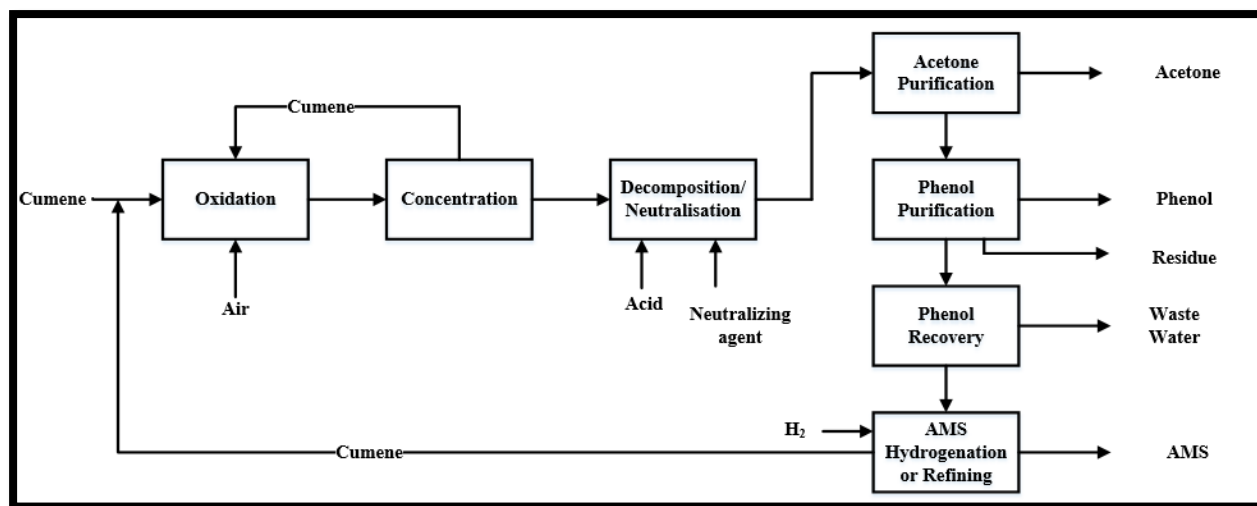 Acetone
Purification
Acetone
Cumene
Cumene
Oxidation
Concentration
Decomposition/
Neutralisation
Phenol
Purification
Phenol
Residue
Air
Acid
Neutralizing
agent
Phenol
Recovery
Waste
Water
H₂
AMS
Hydrogenation
or Refining
AMS
Cumene